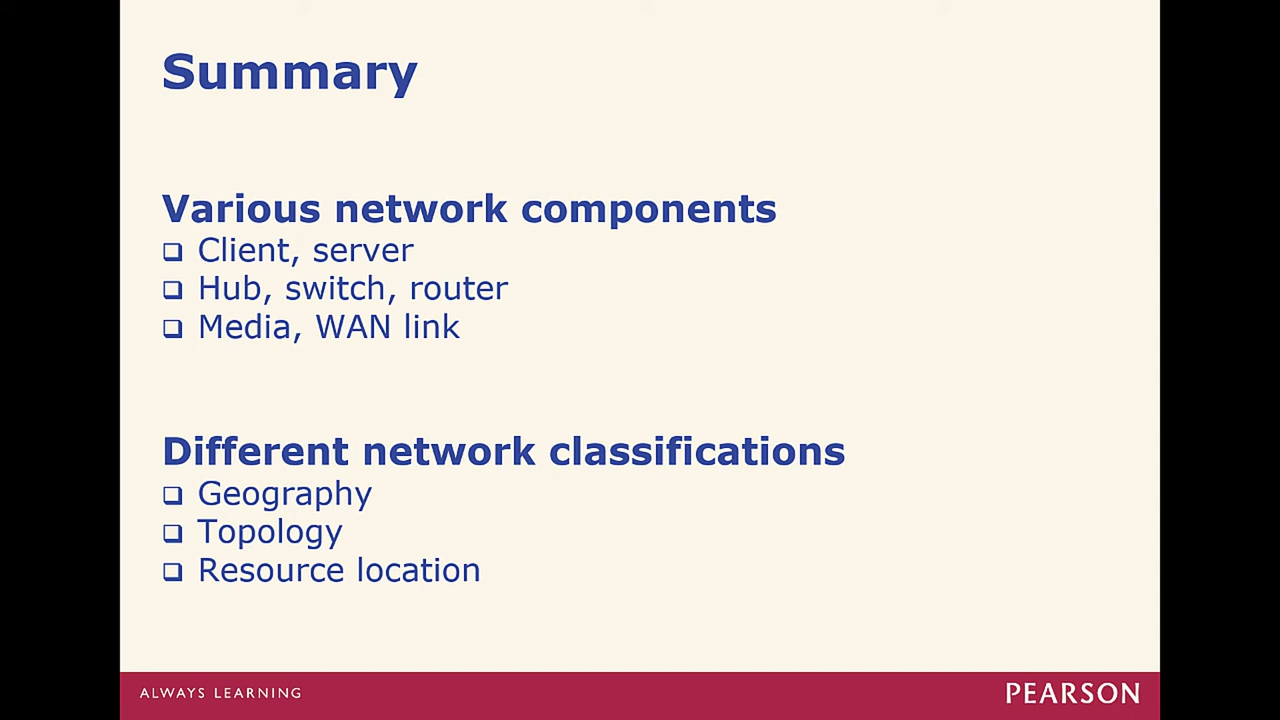 Summary
Various network components
❑ Client, server
❑ Hub, switch, router
❑ Media, WAN link
Different network classifications
❑ Geography
❑ Topology
❑ Resource location
ALWAYS LEARNING
PEARSON